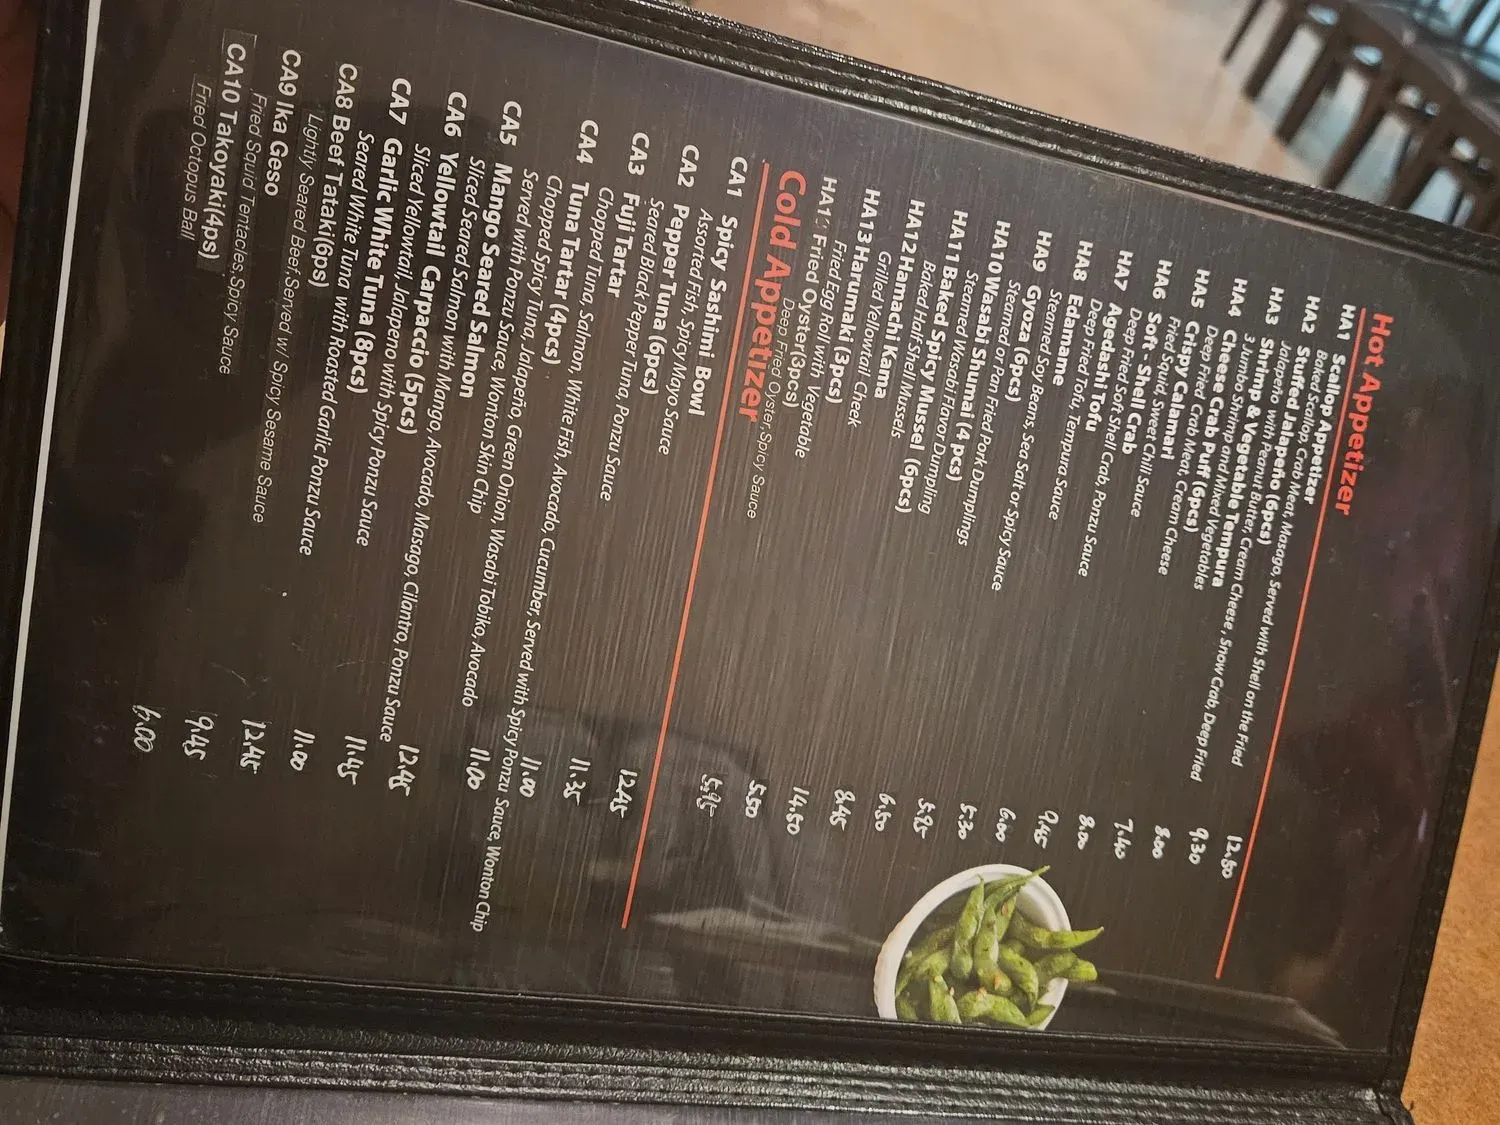 Hot Appetizer
HA1 Scallop Appetizer 12.50
Baked Scallop, Crab Meat, Masago, Served with Shell on the Fried
HA2 Stuffed Jalapeño (6pcs) 9.30
Jalapeño with Peanut Butter, Cream Cheese, Snow Crab, Deep Fried
HA3 Shrimp & Vegetable Tempura 8.00
3 Jumbo Shrimp and Mixed Vegetables
HA4 Cheese Crab Puff (6pcs) 7.40
Deep Fried Crab Meat, Cream Cheese
HA5 Crispy Calamari 8.00
Fried Squid, Sweet Chili Sauce
HA6 Soft - Shell Crab 9.45
Deep Fried Soft Shell Crab, Ponzu Sauce
HA7 Agedashi Tofu 6.00
Deep Fried Tofu, Tempura Sauce
HA8 Edamame 5.30
Steamed Soy Beans, Sea Salt or Spicy Sauce
HA9 Gyoza (6pcs) 5.95
Steamed or Pan Fried Pork Dumplings
HA10 Wasabi Shumai (4 pcs) 6.50
Steamed Wasabi Flavor Dumpling
HA11 Baked Spicy Mussel (6pcs) 8.45
Baked Half Shell Mussels
HA12 Hamachi Kama 14.50
Grilled Yellowtail Cheek
HA13 Harumaki (3pcs) 5.50
Fried Egg Roll with Vegetable
HA1 Fried Oyster(3pcs) 5.95
Deep Fried Oyster, Spicy Sauce
Cold Appetizer
CA1 Spicy Sashimi Bowl 12.45
Assorted Fish, Spicy Mayo Sauce
CA2 Pepper Tuna (6pcs) 11.35
Seared Black Pepper Tuna, Ponzu Sauce
CA3 Fuji Tartar 11.00
Chopped Tuna, Salmon, White Fish, Avocado, Cucumber, Served with Spicy Ponzu Sauce, Wonton Chip
CA4 Tuna Tartar (4pcs) 11.00
Chopped Spicy Tuna, Jalapeño, Green Onion, Wasabi Tobiko, Avocado
Served with Ponzu Sauce, Wonton Skin Chip
CA5 Mango Seared Salmon 12.45
Sliced Seared Salmon with Mango, Avocado, Masago, Cilantro, Ponzu Sauce
CA6 Yellowtail Carpaccio (5pcs) 11.45
Sliced Yellowtail, Jalapeno with Spicy Ponzu Sauce
CA7 Garlic White Tuna (8pcs) 11.00
Seared White Tuna with Roasted Garlic Ponzu Sauce
CA8 Beef Tataki(6ps) 12.45
Lightly Seared Beef, Served w/ Spicy Sesame Sauce
CA9 Ika Geso 9.45
Fried Squid Tentacles, Spicy Sauce
CA10 Takoyaki(4ps) 6.00
Fried Octopus Ball